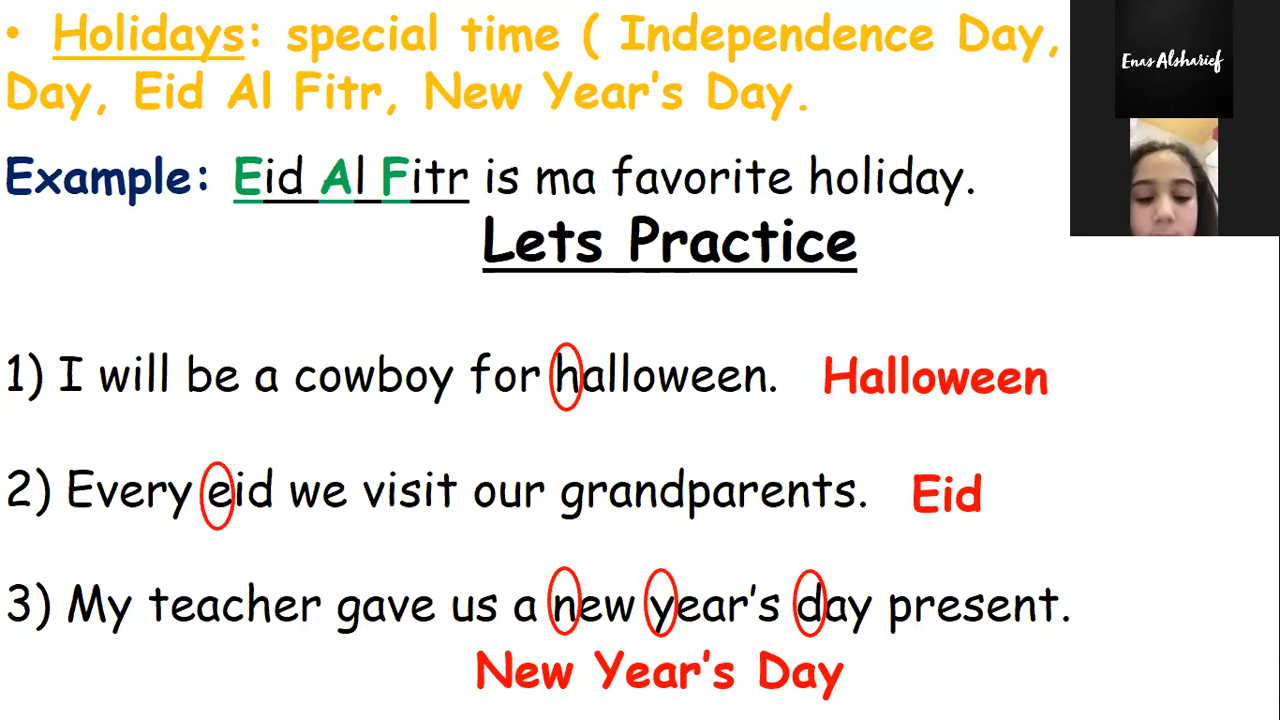 • Holidays: special time ( Independence Day,
Day, Eid Al Fitr, New Year's Day.
Enas Alsharief
Example: Eid Al Fitr is ma favorite holiday.
Lets Practice
1) I will be a cowboy for halloween. Halloween
2) Every eid we visit our grandparents. Eid
3) My teacher gave us a new year's day present.
New Year's Day